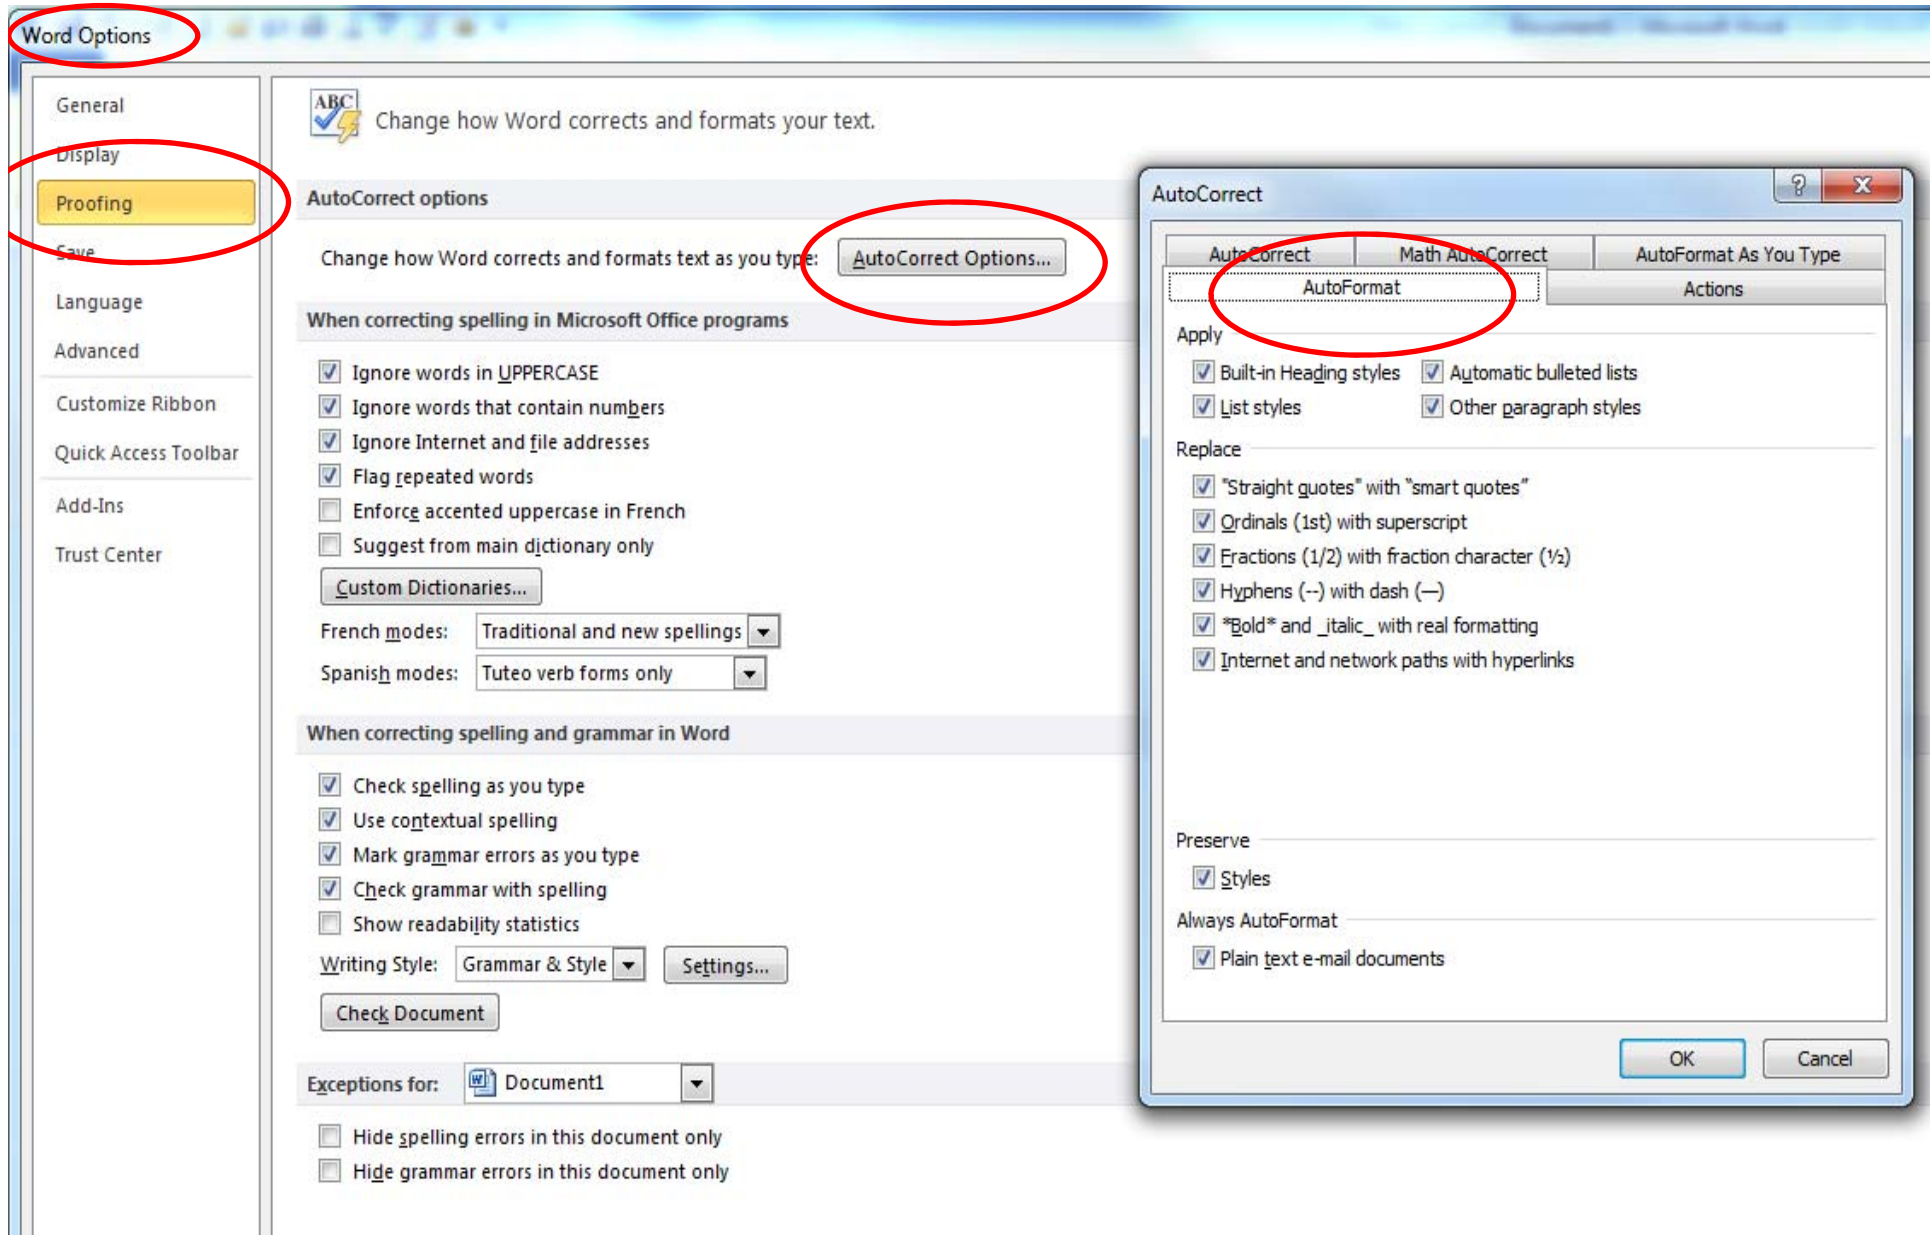 Word Options
General
Display
Proofing
Save
Language
Advanced
Customize Ribbon
Quick Access Toolbar
Add-Ins
Trust Center
ABC
Change how Word corrects and formats your text.
AutoCorrect options
Change how Word corrects and formats text as you type: AutoCorrect Options...
When correcting spelling in Microsoft Office programs
Ignore words in UPPERCASE
Ignore words that contain numbers
Ignore Internet and file addresses
Flag repeated words
Enforce accented uppercase in French
Suggest from main dictionary only
Custom Dictionaries...
French modes: Traditional and new spellings
Spanish modes: Tuteo verb forms only
When correcting spelling and grammar in Word
Check spelling as you type
Use contextual spelling
Mark grammar errors as you type
Check grammar with spelling
Show readability statistics
Writing Style: Grammar & Style Settings...
Check Document
Exceptions for: Document1
Hide spelling errors in this document only
Hide grammar errors in this document only
AutoCorrect
AutoCorrect Math AutoCorrect AutoFormat As You Type
AutoFormat Actions
Apply
Built-in Heading styles Automatic bulleted lists
List styles Other paragraph styles
Replace
"Straight quotes" with “smart quotes”
Ordinals (1st) with superscript
Fractions (1/2) with fraction character (½)
Hyphens (--) with dash (—)
*Bold* and _italic_ with real formatting
Internet and network paths with hyperlinks
Preserve
Styles
Always AutoFormat
Plain text e-mail documents
OK Cancel